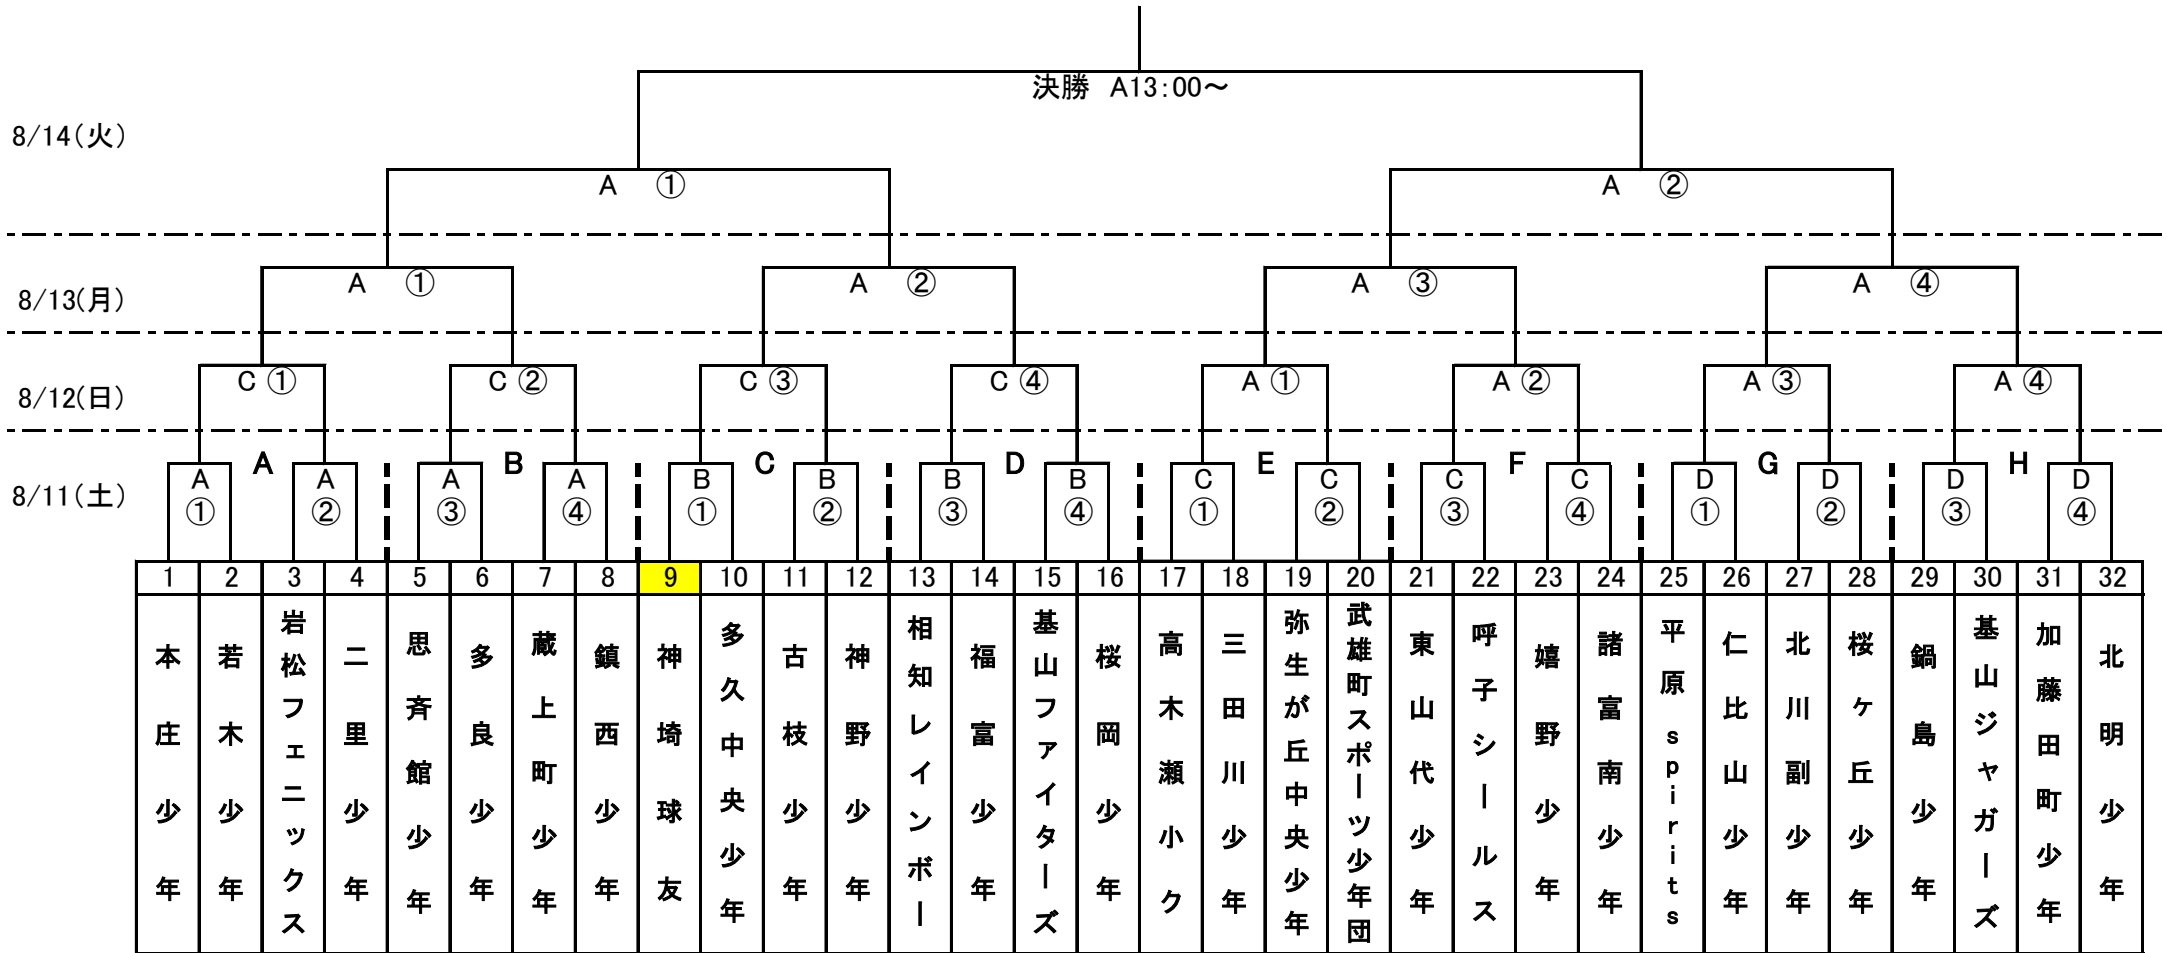 決勝 A13:00～
8/14(火)
A ① A ②
8/13(月)
A ① A ② A ③ A ④
8/12(日)
C ① C ② C ③ C ④ A ① A ② A ③ A ④
A B C D E F G H
8/11(土)
A ① A ② A ③ A ④ B ① B ② B ③ B ④ C ① C ② C ③ C ④ D ① D ② D ③ D ④
1 2 3 4 5 6 7 8 9 10 11 12 13 14 15 16 17 18 19 20 21 22 23 24 25 26 27 28 29 30 31 32
本庄少年
若木少年
岩松フェニックス
二里少年
思斉館少年
多良少年
蔵上町少年
鎮西少年
神埼球友
多久中央少年
古枝少年
神野少年
相知レインボー
福富少年
基山ファイターズ
桜岡少年
高木瀬小ク
三田川少年
弥生が丘中央少年
武雄町スポーツ少年団
東山代少年
呼子シールス
嬉野少年
諸富南少年
平原 spirits
仁比山少年
北川副少年
桜ヶ丘少年
鍋島少年
基山ジャガーズ
加藤田町少年
北明少年